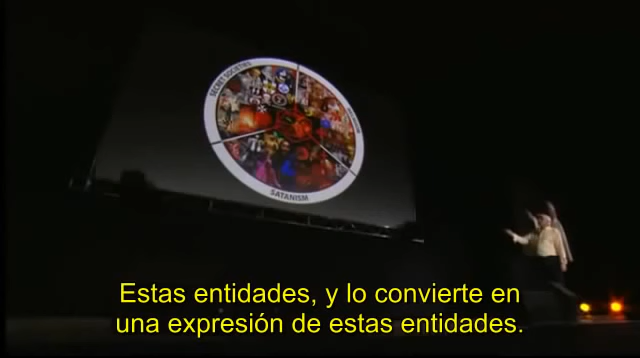 SECRET SOCIETIES
SATANISM
Estas entidades, y lo convierte en
una expresión de estas entidades.